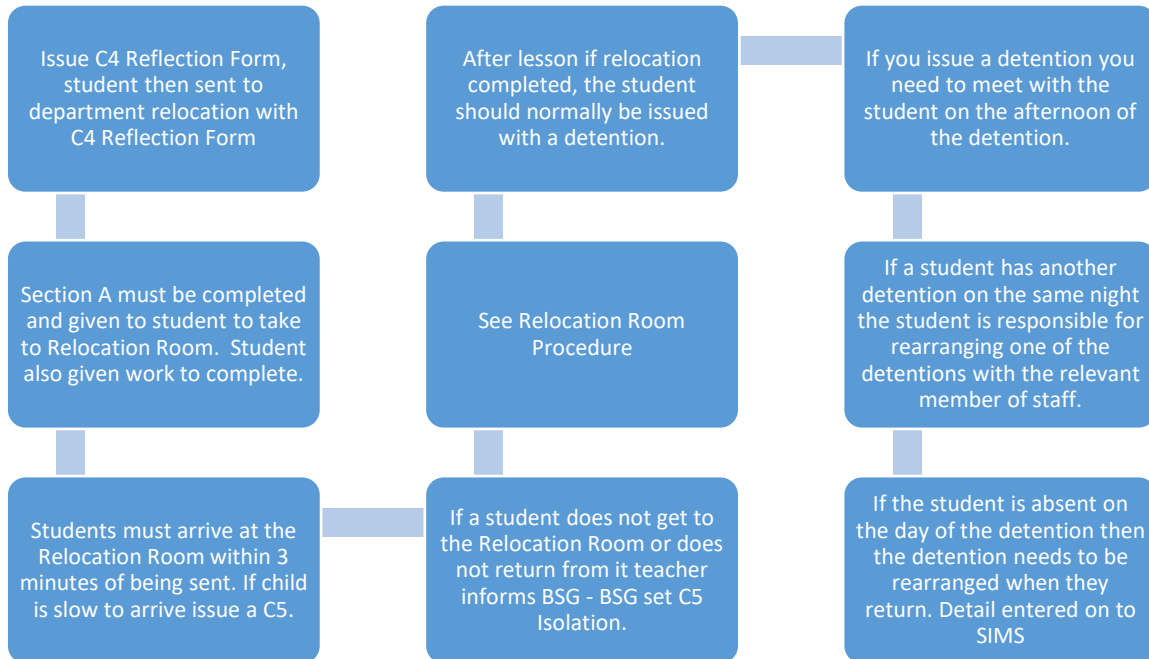 Issue C4 Reflection Form,
student then sent to
department relocation with
C4 Reflection Form
Section A must be completed
and given to student to take
to Relocation Room.  Student
also given work to complete.
Students must arrive at the
Relocation Room within 3
minutes of being sent. If child
is slow to arrive issue a C5.
If a student does not get to
the Relocation Room or does
not return from it teacher
informs BSG - BSG set C5
Isolation.
See Relocation Room
Procedure
After lesson if relocation
completed, the student
should normally be issued
with a detention.
If you issue a detention you
need to meet with the
student on the afternoon of
the detention.
If a student has another
detention on the same night
the student is responsible for
rearranging one of the
detentions with the relevant
member of staff.
If the student is absent on
the day of the detention then
the detention needs to be
rearranged when they
return. Detail entered on to
SIMS